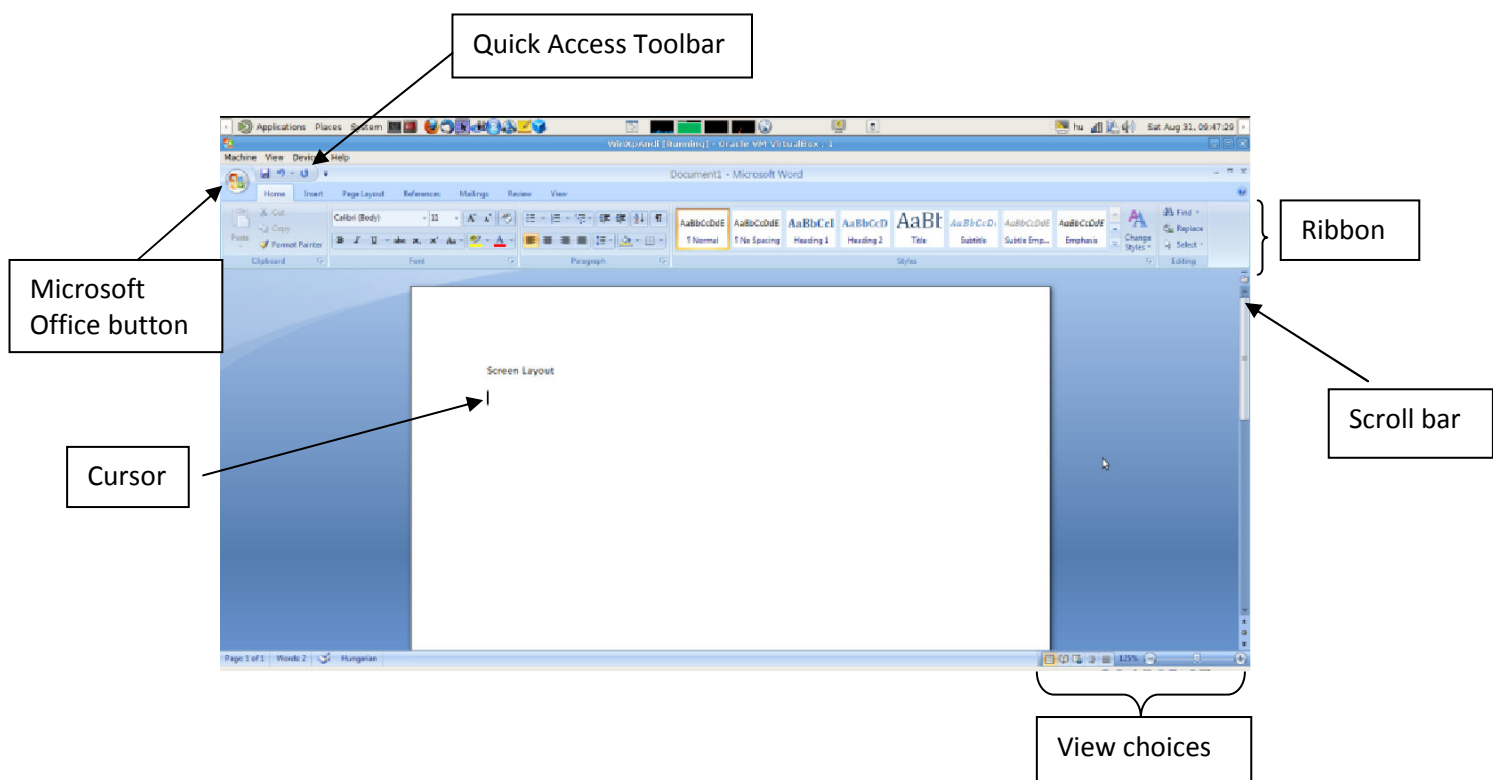 Quick Access Toolbar
Applications Places System
hu Sat Aug 31, 09:47:29
WinXpAndi [Running] - Oracle VM VirtualBox . 1
Machine View Devices Help
Document1 - Microsoft Word
Home Insert Page Layout References Mailings Review View
Cut
Copy
Paste
Format Painter
Calibri (Body) 11
AaBbCcDdE AaBbCcDdE AaBbCcI AaBbCcD AaBb AaBbCcD AaBbCcDdE AaBbCcDdE
¶ Normal ¶ No Spacing Heading 1 Heading 2 Title Subtitle Subtle Emp... Emphasis
Change
Styles
Find
Replace
Select
Clipboard Font Paragraph Styles Editing
Ribbon
Microsoft
Office button
Screen Layout
Scroll bar
Cursor
Page 1 of 1 Words 2 Hungarian 125%
View choices